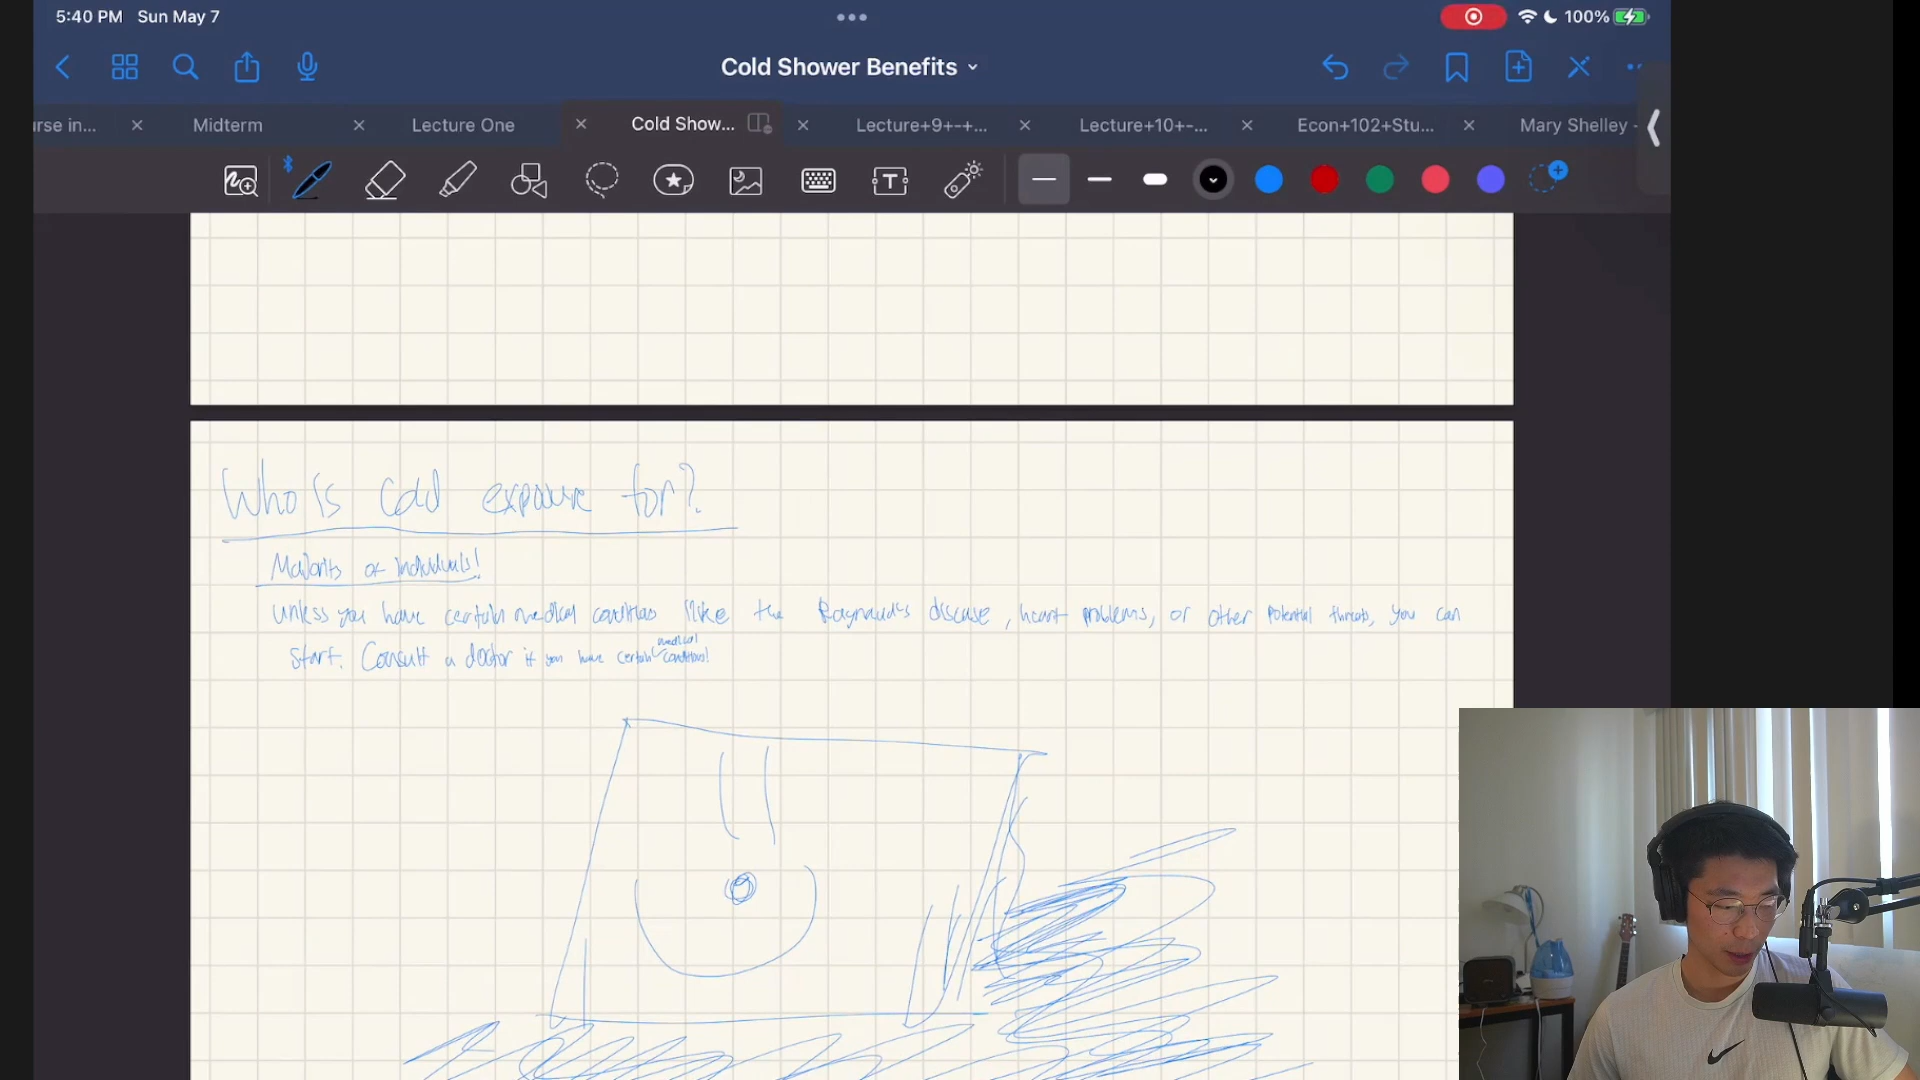 5:40 PM Sun May 7
100%
Cold Shower Benefits
urse in...
Midterm
Lecture One
Cold Show...
Lecture+9+-+...
Lecture+10+-...
Econ+102+Stu...
Mary Shelley -
T
Who is Cold exposure for?
Majority of individuals!
Unless you have certain medical conditions like the Raynaud's disease, heart problems, or other potential threats, you can
start. Consult a doctor if you have certain medical conditions!